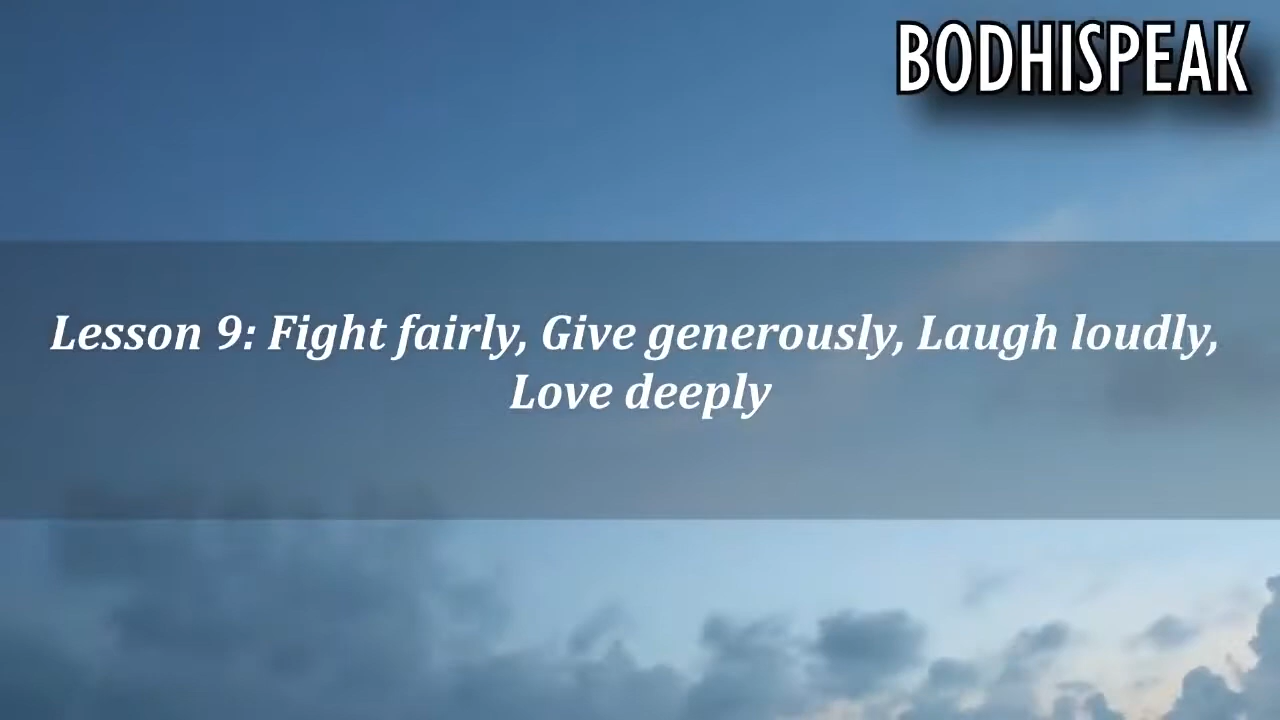 BODHISPEAK
Lesson 9: Fight fairly, Give generously, Laugh loudly,
Love deeply